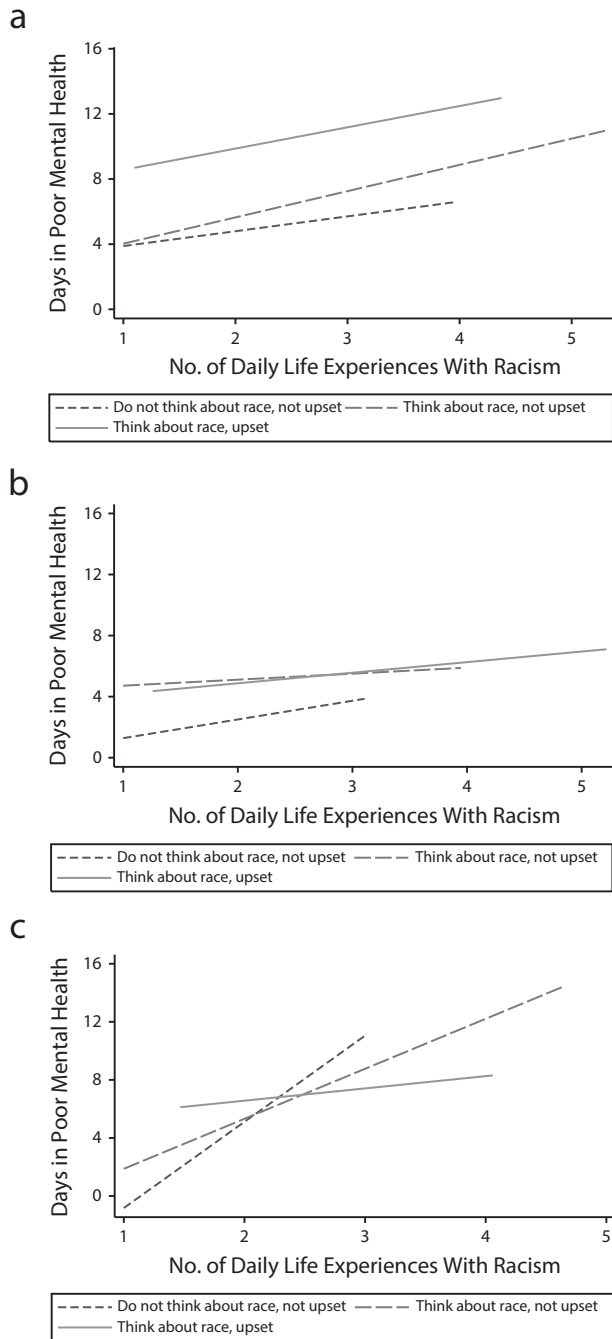 a
16
12
8
4
0
Days in Poor Mental Health
1 2 3 4 5
No. of Daily Life Experiences With Racism
Do not think about race, not upset Think about race, not upset
Think about race, upset
b
16
12
8
4
0
Days in Poor Mental Health
1 2 3 4 5
No. of Daily Life Experiences With Racism
Do not think about race, not upset Think about race, not upset
Think about race, upset
c
16
12
8
4
0
Days in Poor Mental Health
1 2 3 4 5
No. of Daily Life Experiences With Racism
Do not think about race, not upset Think about race, not upset
Think about race, upset